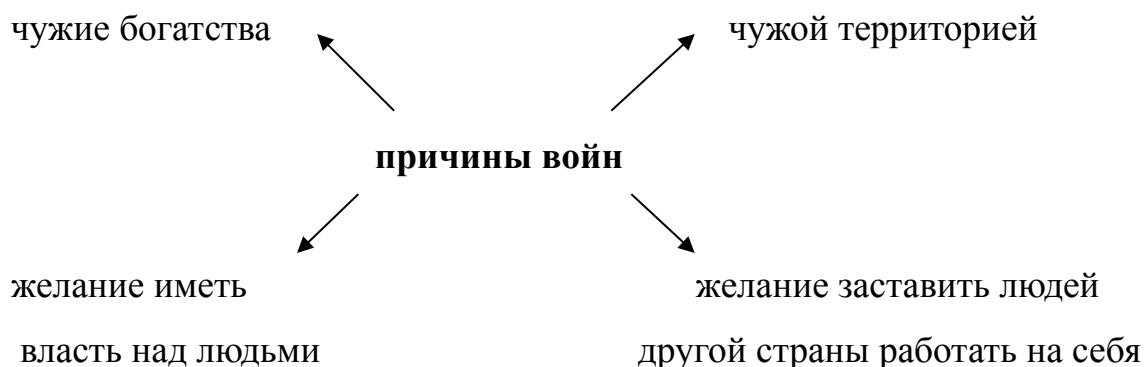 чужие богатства
чужой территорией
причины войн
желание иметь
желание заставить людей
власть над людьми
другой страны работать на себя